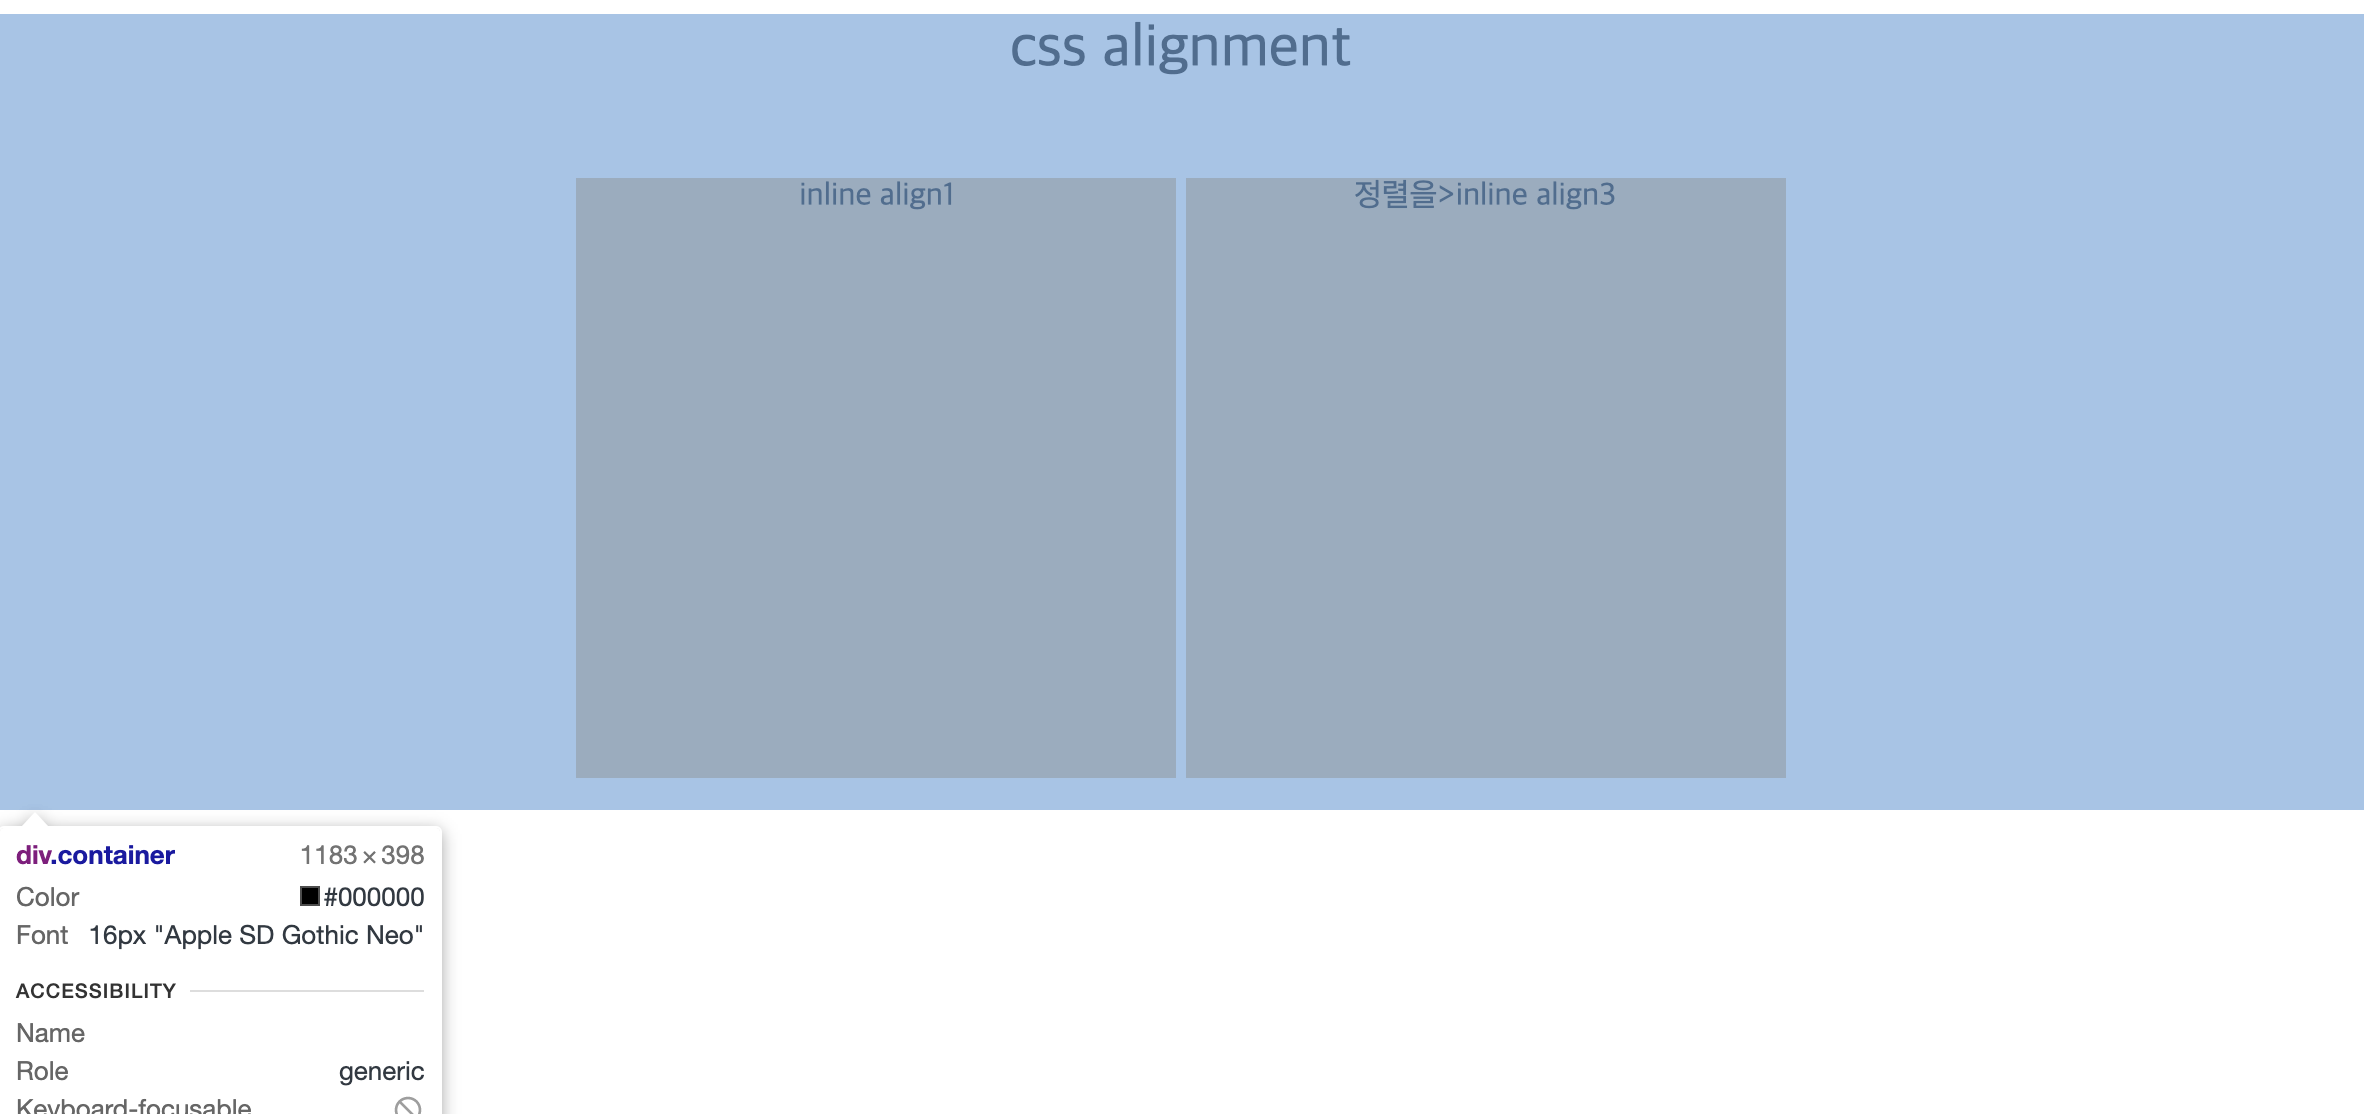 css alignment
inline align1
정렬을>inline align3
div.container 1183×398
Color #000000
Font 16px "Apple SD Gothic Neo"
ACCESSIBILITY
Name
Role generic
Keyboard-focusable